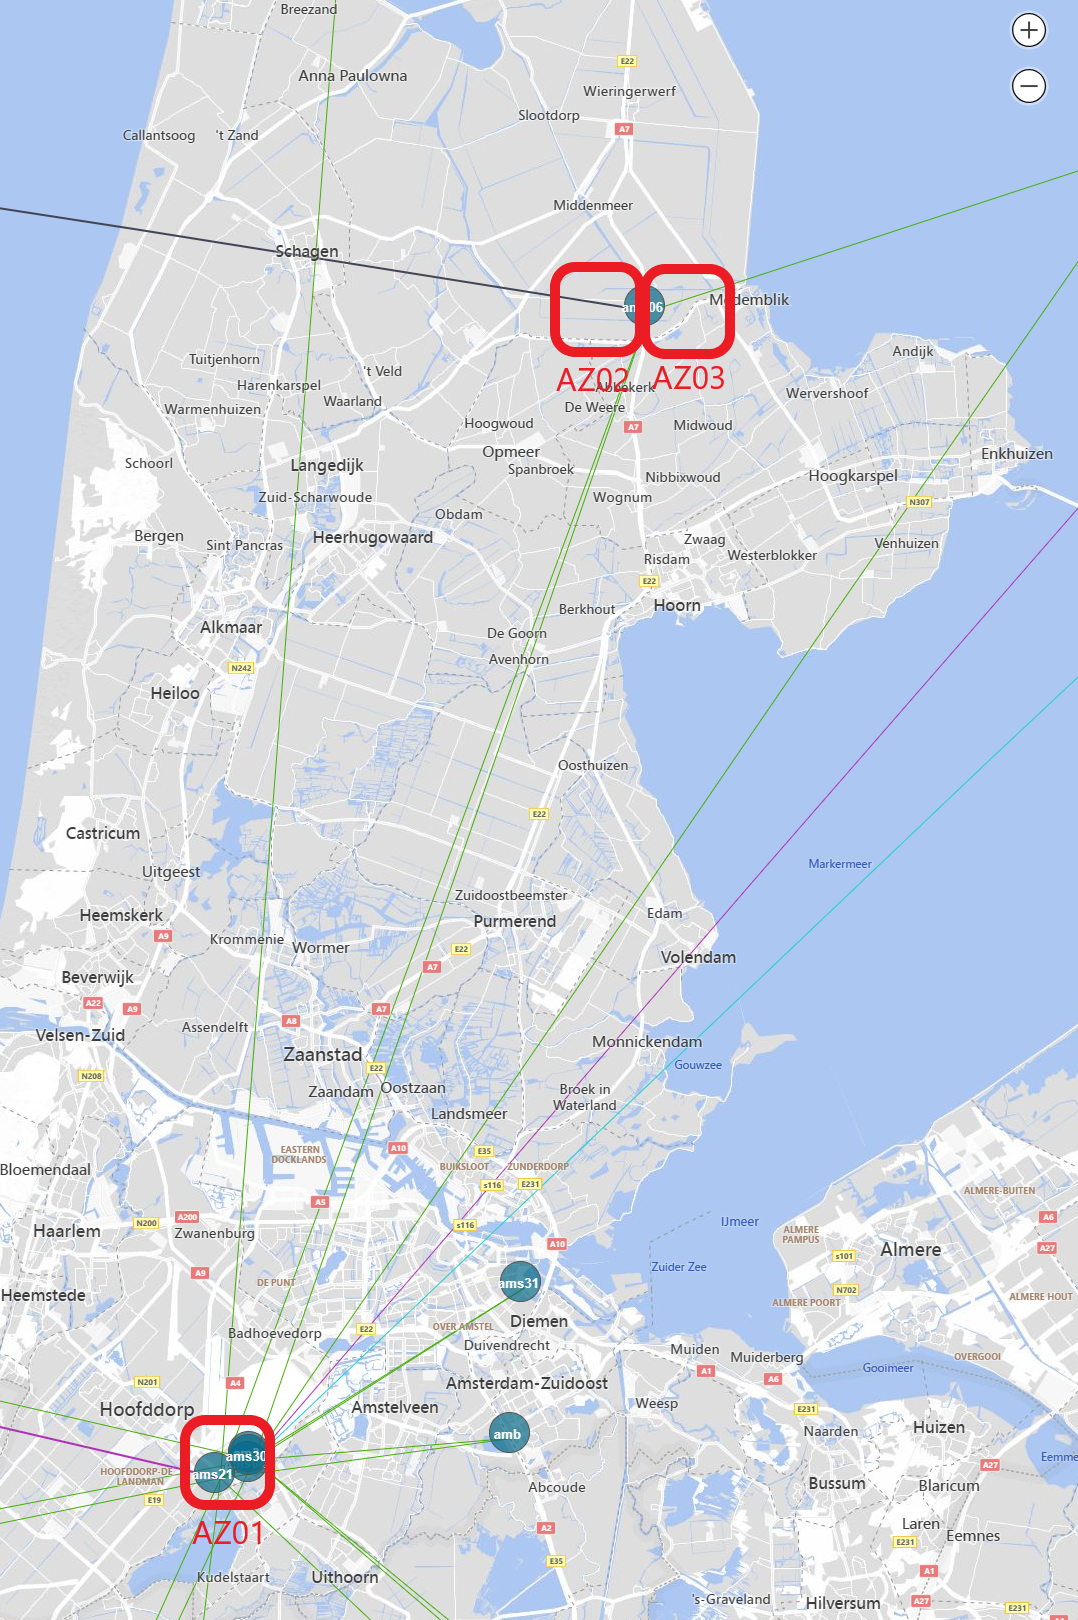 Breezand
E22
Anna Paulowna
Wieringerwerf
Slootdorp
A7
Callantsoog
't Zand
Middenmeer
Schagen
Medemblik
AZ02
AZ03
Abbekerk
Andijk
Tuitjenhorn
't Veld
Harenkarspel
Waarland
Warmenhuizen
De Weere
Wervershoof
Hoogwoud
A7
Midwoud
Opmeer
Enkhuizen
Schoorl
Langedijk
Spanbroek
Nibbixwoud
Hoogkarspel
Zuid-Scharwoude
Wognum
N307
Obdam
Bergen
Sint Pancras
Heerhugowaard
Zwaag
Venhuizen
Risdam
Westerblokker
E22
Berkhout
Hoorn
Alkmaar
De Goorn
Avenhorn
N242
Heiloo
Oosthuizen
E22
Castricum
Markermeer
Uitgeest
Zuidoostbeemster
Heemskerk
Purmerend
Edam
A9
Krommenie
Wormer
E22
Volendam
A7
Beverwijk
A22
A9
A7
Assendelft
A8
Velsen-Zuid
Monnickendam
Zaanstad
Gouwzee
E22
N208
Zaandam
Oostzaan
Broek in
Waterland
Landsmeer
A10
E35
EASTERN
DOCKLANDS
Bloemendaal
BUIKSLOOT
ZUNDERDORP
s116
E231
A5
ALMERE-BUITEN
A200
N200
s116
A6
Haarlem
Zwanenburg
IJmeer
ALMERE
PAMPUS
A10
Almere
A27
s101
A9
Zuider Zee
DE PUNT
ams31
N702
Heemstede
ALMERE POORT
ALMERE HOUT
Diemen
E22
OVER AMSTEL
Badhoevedorp
Duivendrecht
Muiden
Muiderberg
OVERGOOI
Gooimeer
A1
A6
N201
A4
Amsterdam-Zuidoost
Hoofddorp
Amstelveen
Weesp
E231
amb
Naarden
Huizen
ams30
Eemme
A27
HOOFDDORP-DE
LANDMAN
ams21
Abcoude
Bussum
Blaricum
E19
AZ01
A2
Laren
Eemnes
E231
E35
A1
Kudelstaart
Uithoorn
's-Graveland
Hilversum
A27
E231